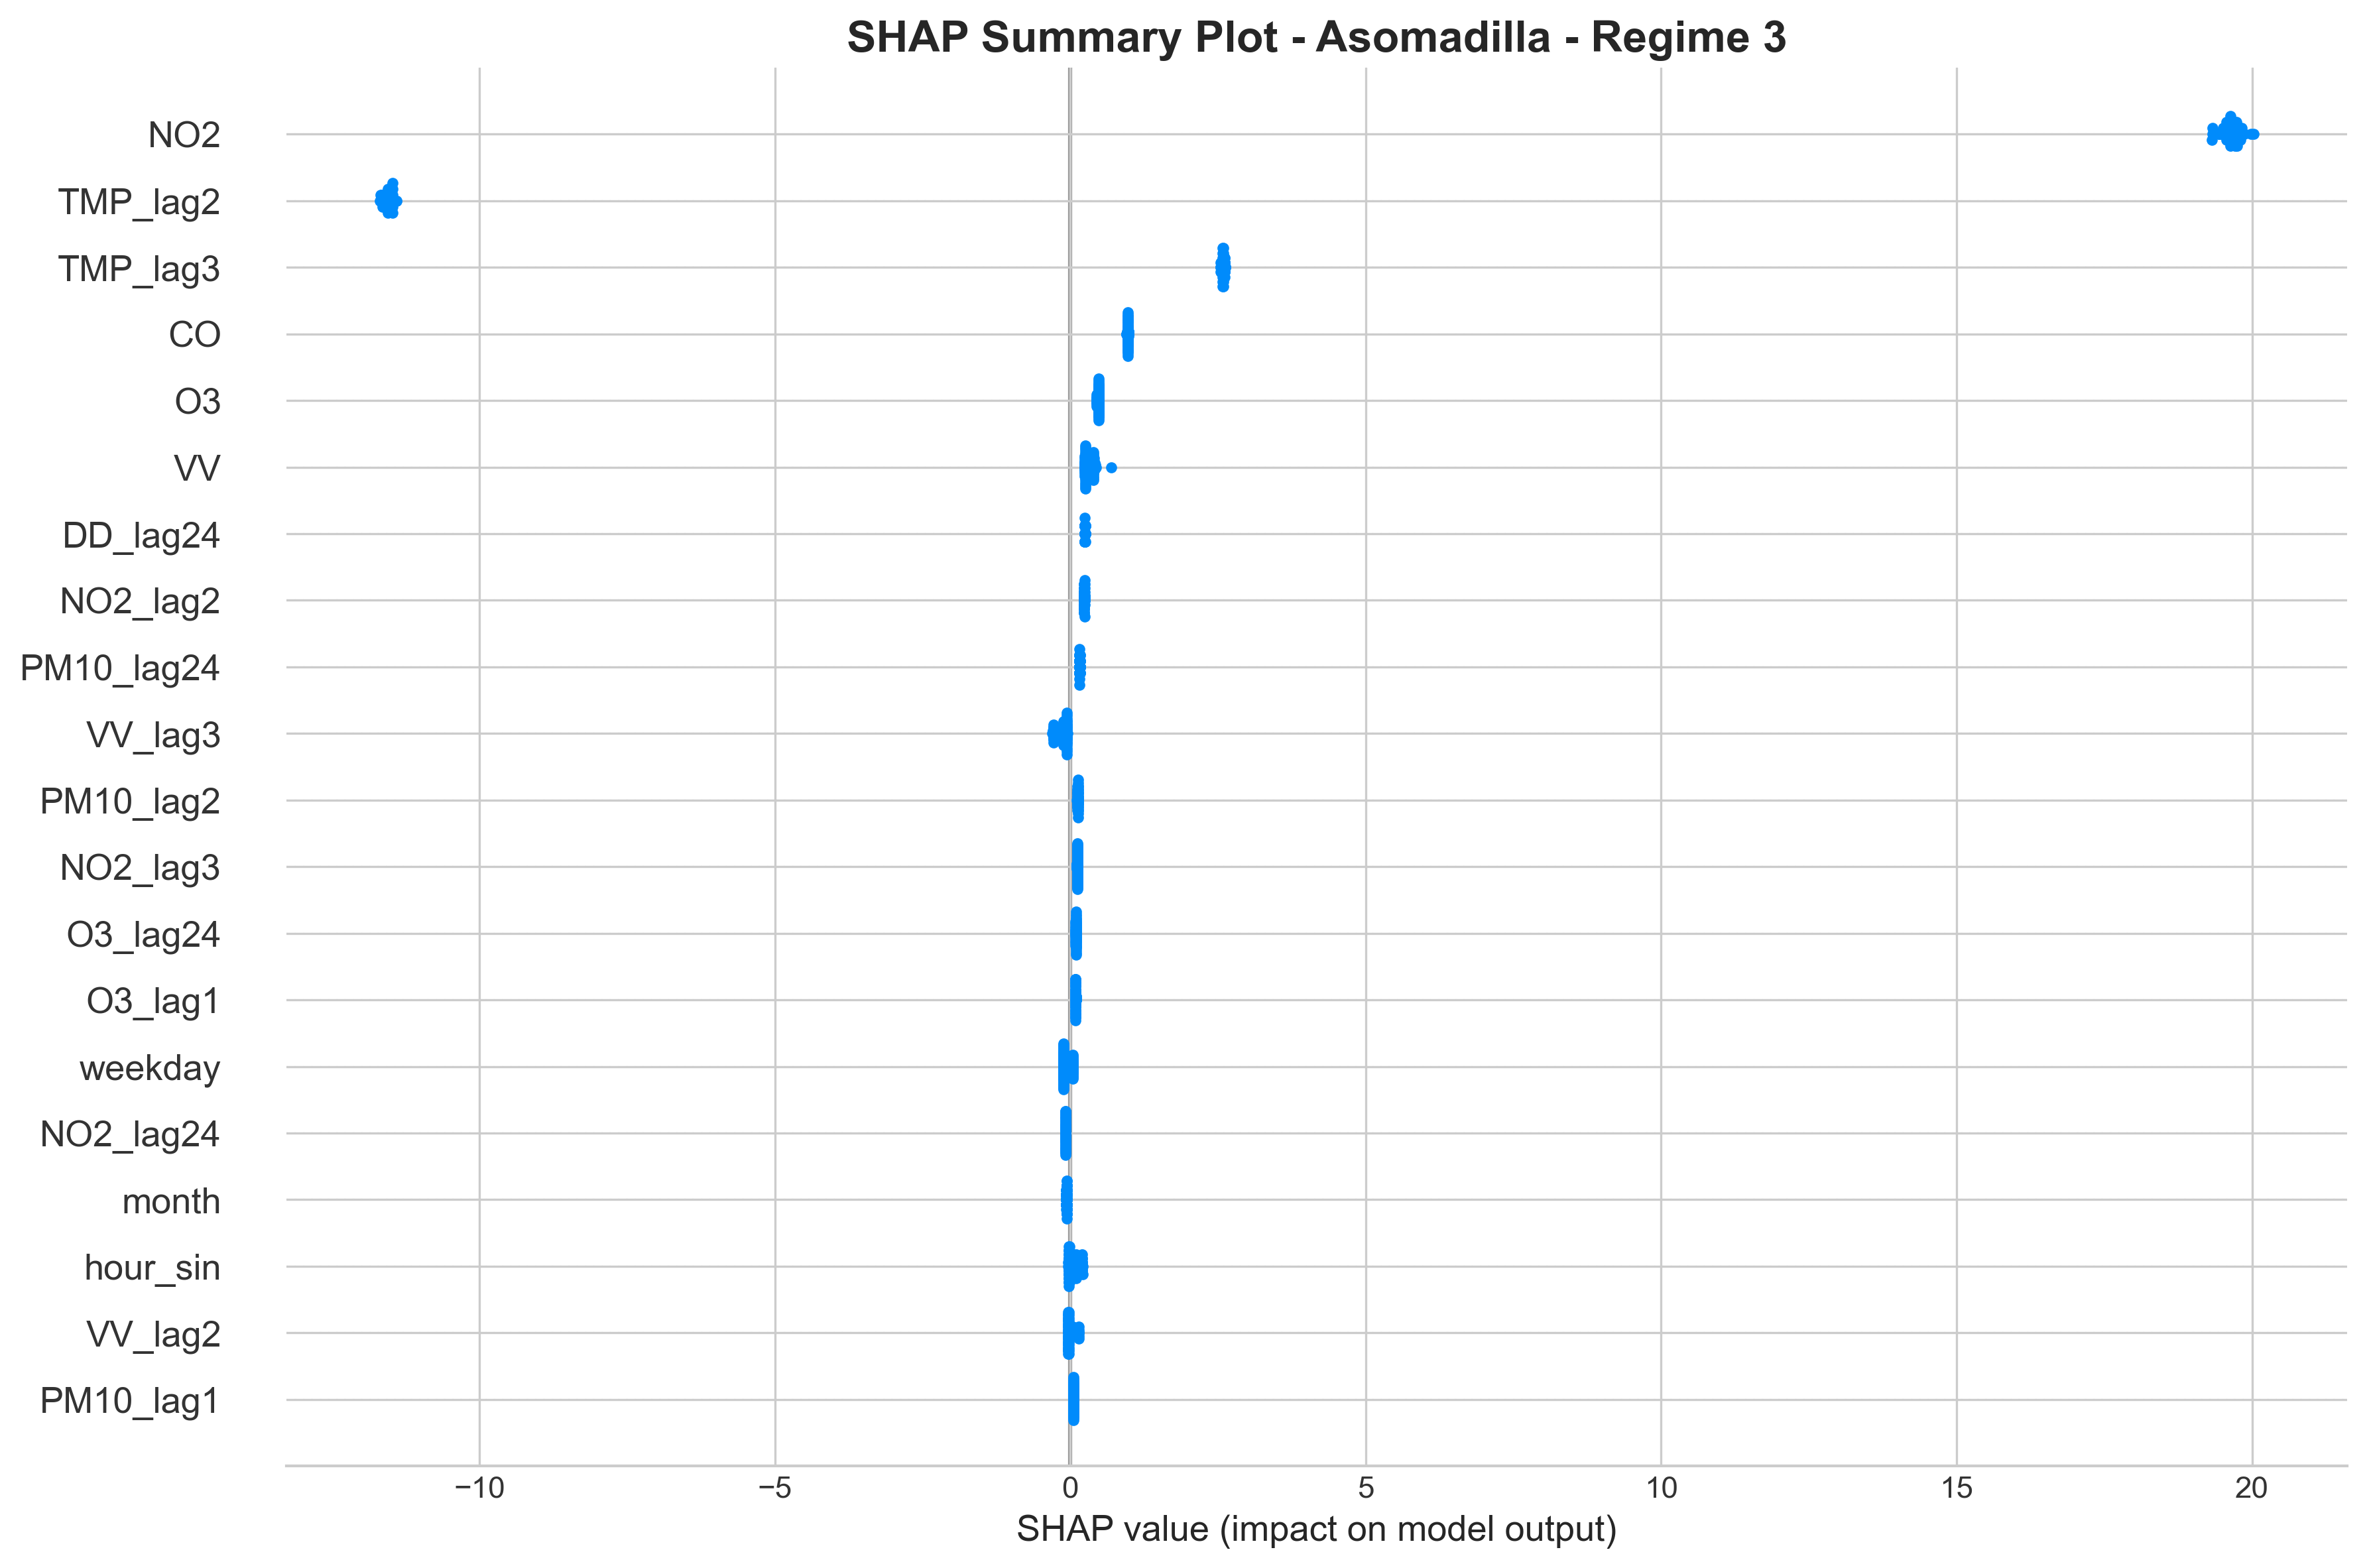 SHAP Summary Plot - Asomadilla - Regime 3
NO2
TMP_lag2
TMP_lag3
CO
O3
VV
DD_lag24
NO2_lag2
PM10_lag24
VV_lag3
PM10_lag2
NO2_lag3
O3_lag24
O3_lag1
weekday
NO2_lag24
month
hour_sin
VV_lag2
PM10_lag1
−10 −5 0 5 10 15 20
SHAP value (impact on model output)